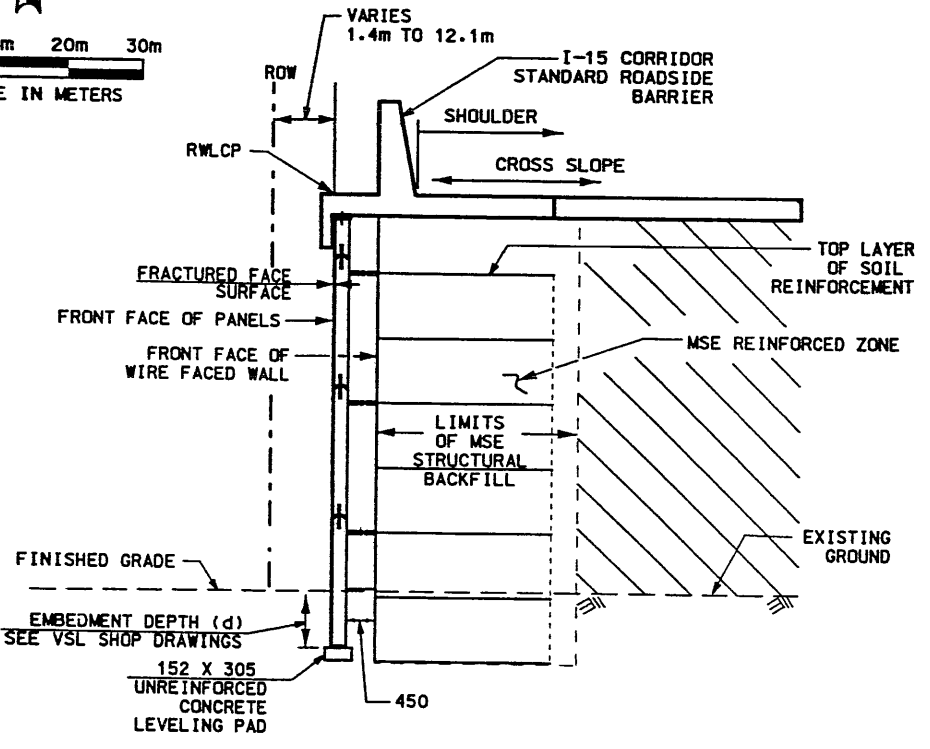 VARIES
1.4m TO 12.1m
m 20m 30m
E IN METERS
ROW
I-15 CORRIDOR
STANDARD ROADSIDE
BARRIER
SHOULDER
RWLCP
CROSS SLOPE
TOP LAYER
OF SOIL
REINFORCEMENT
FRACTURED FACE
SURFACE
FRONT FACE OF PANELS
FRONT FACE OF
WIRE FACED WALL
MSE REINFORCED ZONE
LIMITS
OF MSE
STRUCTURAL
BACKFILL
FINISHED GRADE
EXISTING
GROUND
EMBEDMENT DEPTH (d)
SEE VSL SHOP DRAWINGS
152 X 305
UNREINFORCED
CONCRETE
LEVELING PAD
450